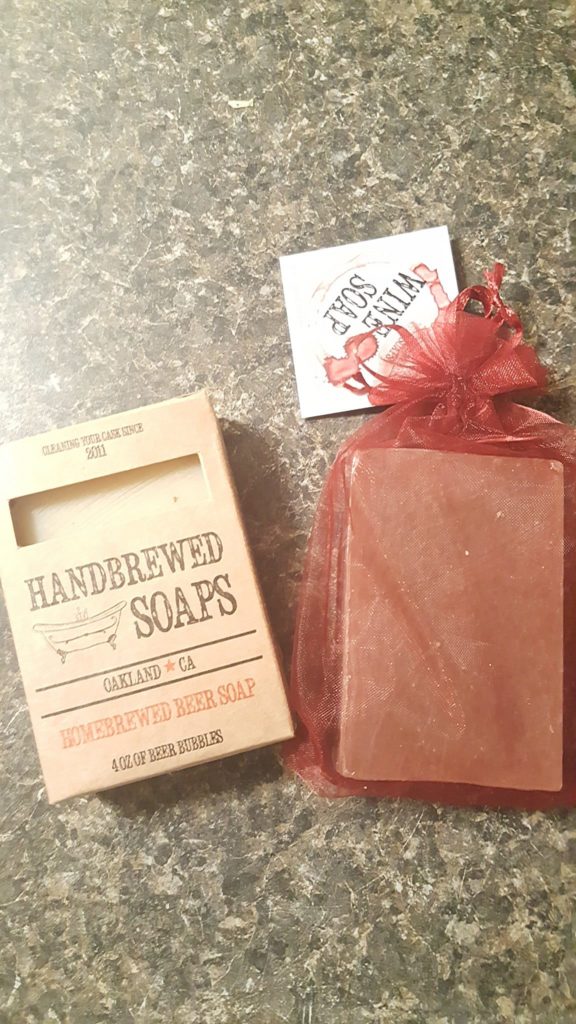 CLEANING YOUR CASK SINCE
2011
HANDBREWED
SOAPS
OAKLAND ★ CA
HOMEBREWED BEER SOAP
4 OZ OF BEER BUBBLES
WINE
SOAP